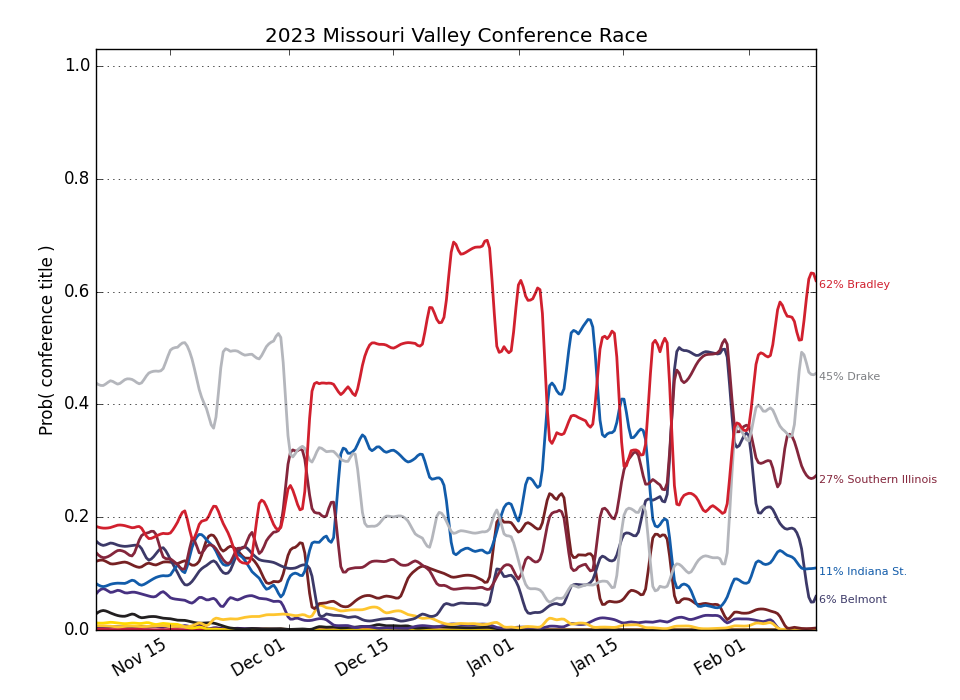 2023 Missouri Valley Conference Race
Prob( conference title )
1.0
0.8
0.6
0.4
0.2
0.0
62% Bradley
45% Drake
27% Southern Illinois
11% Indiana St.
6% Belmont
Nov 15
Dec 01
Dec 15
Jan 01
Jan 15
Feb 01